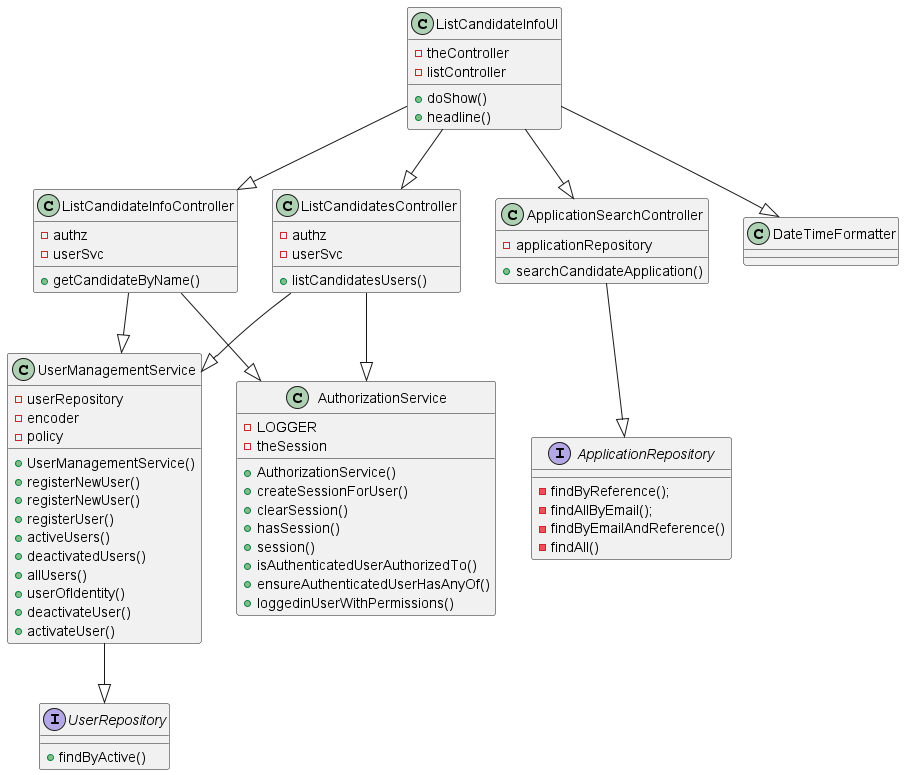 C ListCandidateInfoUI
theController
listController
doShow()
headline()
C ListCandidateInfoController
authz
userSvc
getCandidateByName()
C ListCandidatesController
authz
userSvc
listCandidatesUsers()
C ApplicationSearchController
applicationRepository
searchCandidateApplication()
C DateTimeFormatter
C UserManagementService
userRepository
encoder
policy
UserManagementService()
registerNewUser()
registerNewUser()
registerUser()
activeUsers()
deactivatedUsers()
allUsers()
userOfIdentity()
deactivateUser()
activateUser()
C AuthorizationService
LOGGER
theSession
AuthorizationService()
createSessionForUser()
clearSession()
hasSession()
session()
isAuthenticatedUserAuthorizedTo()
ensureAuthenticatedUserHasAnyOf()
loggedinUserWithPermissions()
I ApplicationRepository
findByReference();
findAllByEmail();
findByEmailAndReference()
findAll()
I UserRepository
findByActive()